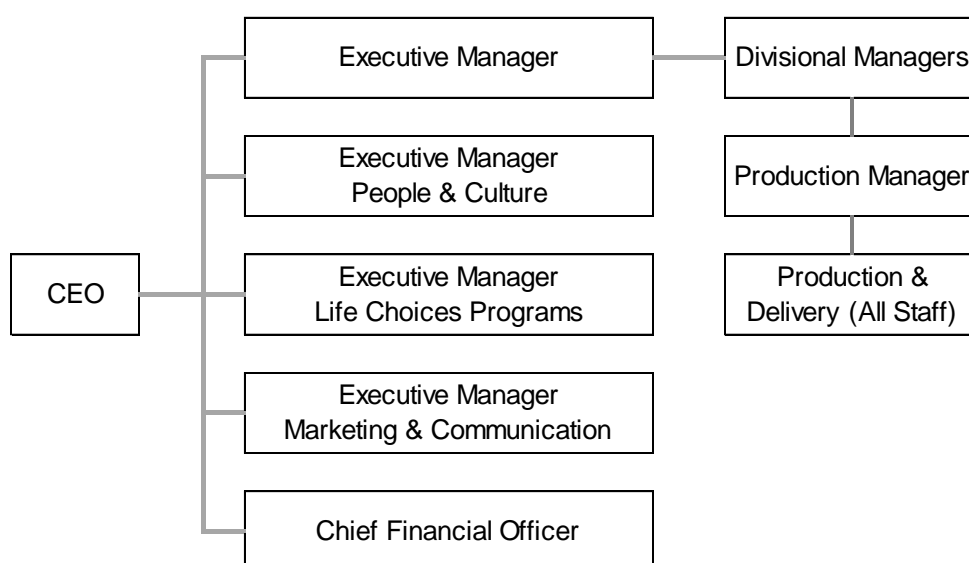 Executive Manager
Divisional Managers
Executive Manager
People & Culture
Production Manager
CEO
Executive Manager
Life Choices Programs
Production &
Delivery (All Staff)
Executive Manager
Marketing & Communication
Chief Financial Officer